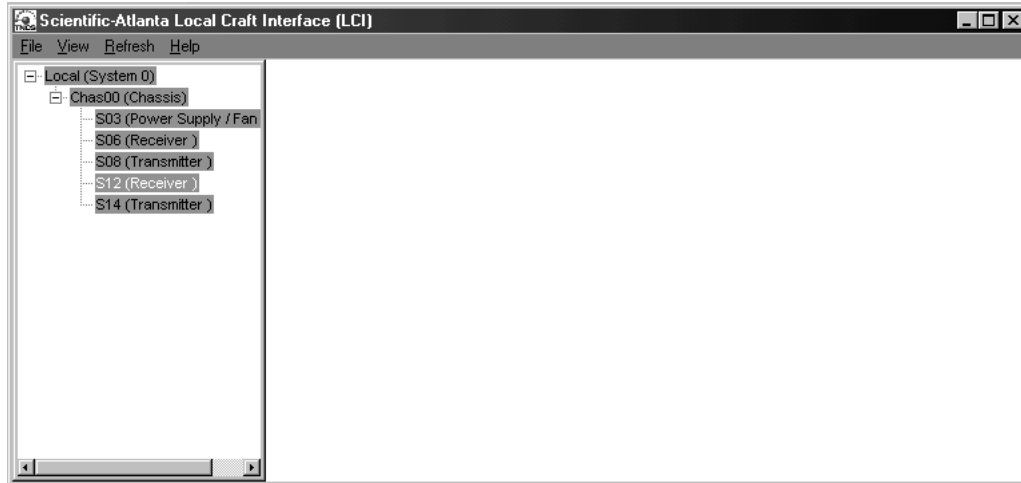 Scientific-Atlanta Local Craft Interface (LCI)
File View Refresh Help
Local (System 0)
Chas00 (Chassis)
S03 (Power Supply / Fan
S06 (Receiver )
S08 (Transmitter )
S12 (Receiver )
S14 (Transmitter )